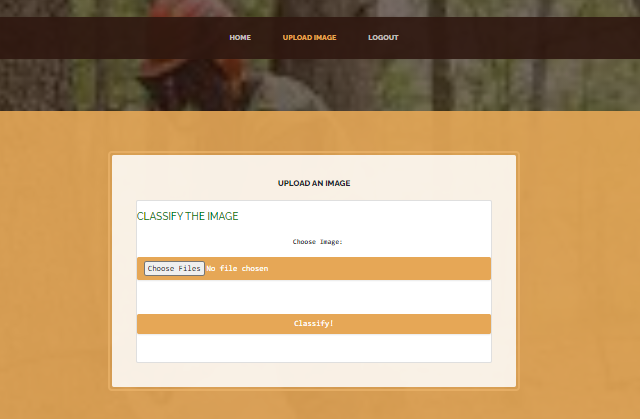 HOME UPLOAD IMAGE LOGOUT
UPLOAD AN IMAGE
CLASSIFY THE IMAGE
Choose Image:
Choose Files No file chosen
Classify!